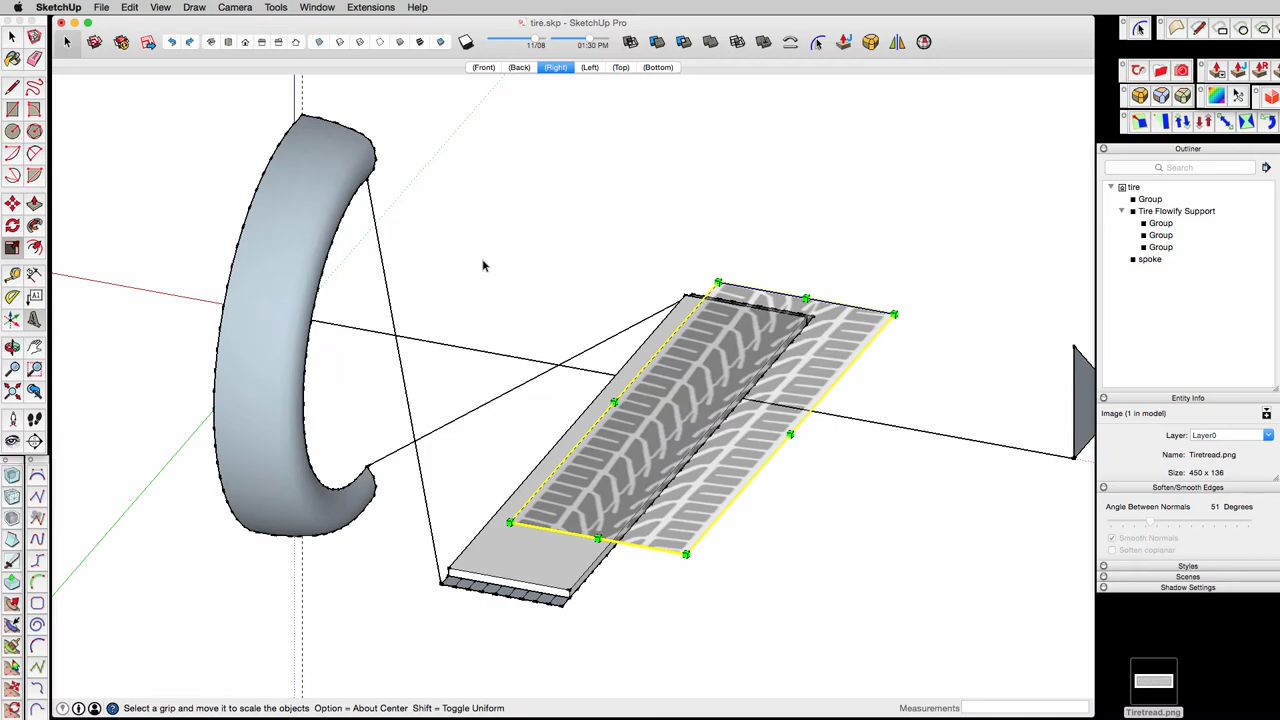 SketchUp File Edit View Camera Draw Tools Window Extensions Help
tire.skp - SketchUp Pro
11/08 01:30 PM
(Front) (Back) (Right) (Left) (Top) (Bottom)
A1
Outliner
Search
tire
Group
Tire Flowify Support
Group
Group
Group
spoke
Entity Info
Image (1 in model)
Layer: Layer0
Name: Tiretread.png
Size: 450 x 136
Soften/Smooth Edges
Angle Between Normals 51 Degrees
Smooth Normals
Soften coplanar
Styles
Scenes
Shadow Settings
Tiretread.png
Select a grip and move it to scale the objects Option = About Center Shift = Toggle Uniform
Measurements